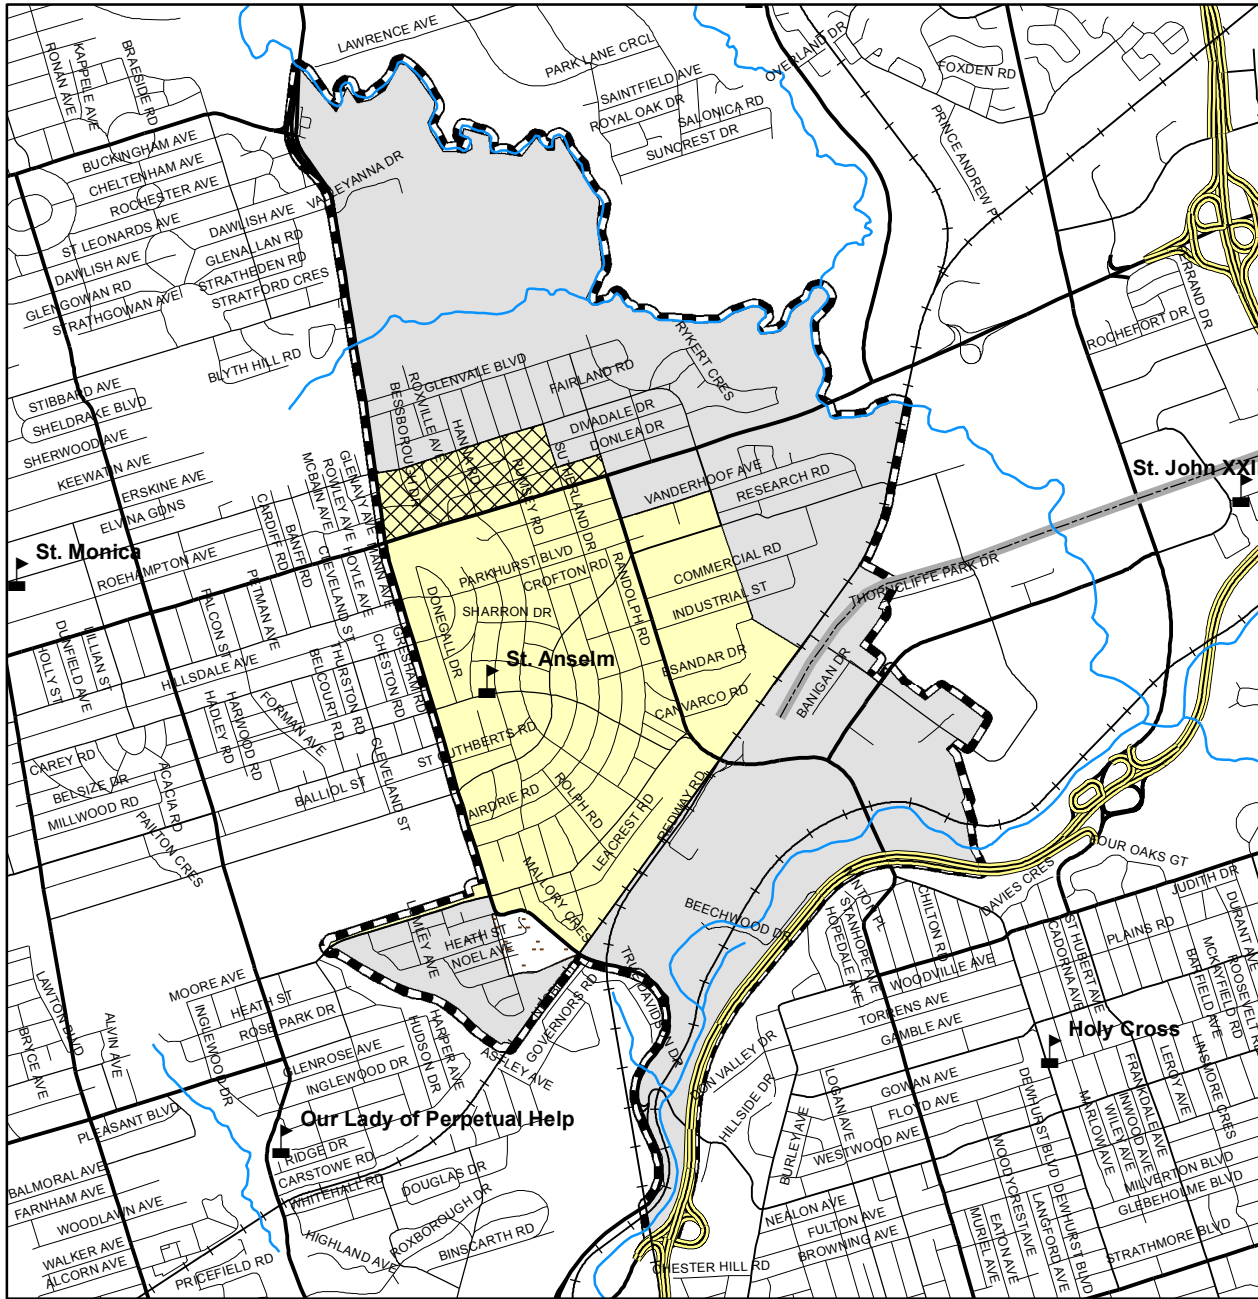 LAWRENCE AVE
PARK LANE CRCL
OVERLAND DR
FOXDEN RD
RONAN AVE
KAPPELE AVE
BRAESIDE RD
SAINTFIELD AVE
ROYAL OAK DR
SALONICA RD
SUNCREST DR
PRINCE ANDREW PL
BUCKINGHAM AVE
CHELTENHAM AVE
ROCHESTER AVE
VALLEYANNA DR
ST LEONARDS AVE
DAWLISH AVE
DAWLISH AVE
GLENALLAN RD
STRATHEDEN RD
STRATFORD CRES
GLENGOWAN RD
STRATHGOWAN AVE
BLYTH HILL RD
ROCHEFORT DR
RYKERT CRES
GLENVALE BLVD
FAIRLAND RD
ROXVILLE AVE
BESSBOROUGH DR
HANNA RD
DIVADALE DR
DONLEA DR
STIBBARD AVE
SHELDRAKE BLVD
SHERWOOD AVE
KEEWATIN AVE
ERSKINE AVE
ELVINA GDNS
GLENAVY AVE
ROWLEY AVE
MCBAIN AVE
MANN AVE
HOYLE AVE
CLEVELAND ST
BANFF RD
CARDIFF RD
RUMSEY RD
SUTHERLAND DR
VANDERHOOF AVE
RESEARCH RD
St. John XXI
St. Monica
ROEHAMPTON AVE
PARKHURST BLVD
CROFTON RD
RANDOLPH RD
COMMERCIAL RD
INDUSTRIAL ST
THORNCLIFFE PARK DR
DONEGALL DR
SHARRON DR
St. Anselm
ESANDAR DR
CANVARCO RD
BANIGAN DR
HOLLY ST
DUNFIELD AVE
LILLIAN ST
HILLSDALE AVE
FALCON ST
PETMAN AVE
HADLEY RD
HARWOOD RD
FORMAN AVE
BELCOURT RD
THURSTON RD
CHESTON RD
GRESHAM RD
CLEVELAND ST
ST CUTHBERTS RD
CAREY RD
BELSIZE DR
MILLWOOD RD
ACACIA RD
PAILTON CRES
BALLIOL ST
AIRDRIE RD
ROLPH RD
LEACREST RD
REDWAY RD
MALLORY CRES
FOUR OAKS GT
JUDITH DR
DAVIES CRES
BEECHWOOD DR
STANHOPE AVE
HOPEDALE AVE
CHILTON RD
WOODVILLE AVE
CADORNA AVE
ST HUBERT AVE
PLAINS RD
DURANT AVE
MCKAYFIELD RD
BARFIELD AVE
HEATH ST
NOEL AVE
MOORE AVE
HEATH ST
ROSE PARK DR
INGLEWOOD DR
GLENROSE AVE
INGLEWOOD DR
HUDSON DR
HARPER AVE
ASTLEY AVE
GOVERNORS RD
TORRENS AVE
GAMBLE AVE
Holy Cross
LAWTON BLVD
BRYCE AVE
ALVIN AVE
PLEASANT BLVD
Our Lady of Perpetual Help
RIDGE DR
CARSTOWE RD
WHITEHALL RD
DOUGLAS DR
ROXBOROUGH DR
BINSCARTH RD
HIGHLAND AVE
HILLSIDE DR
BURLEY AVE
LOGAN AVE
GOWAN AVE
FLOYD AVE
WESTWOOD AVE
DEWHURST BLVD
DEWHURST BLVD
WOODYCREST AVE
LANGFORD AVE
EATON AVE
MURIEL AVE
MARLOW AVE
WILEY AVE
INWOOD AVE
FRANKDALE AVE
LEROY AVE
LINSMORE CRES
MILVERTON BLVD
GLEBEHOLME BLVD
STRATHMORE BLVD
NEALON AVE
FULTON AVE
BROWNING AVE
CHESTER HILL RD
BALMORAL AVE
FARNHAM AVE
WOODLAWN AVE
WALKER AVE
ALCORN AVE
PRICEFIELD RD